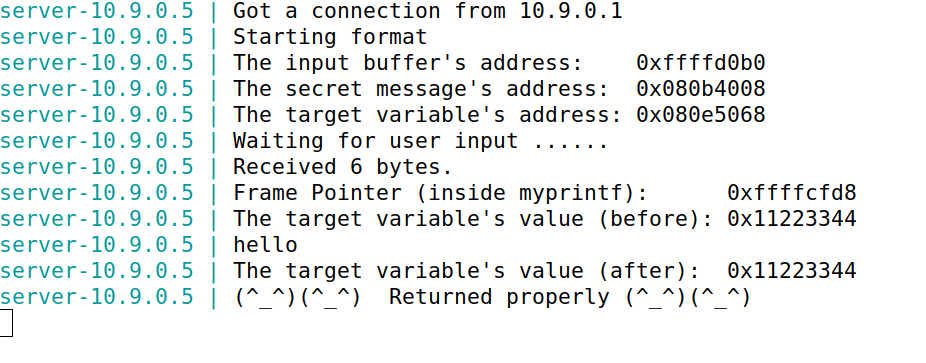 server-10.9.0.5 | Got a connection from 10.9.0.1
server-10.9.0.5 | Starting format
server-10.9.0.5 | The input buffer's address:    0xffffd0b0
server-10.9.0.5 | The secret message's address:  0x080b4008
server-10.9.0.5 | The target variable's address: 0x080e5068
server-10.9.0.5 | Waiting for user input ......
server-10.9.0.5 | Received 6 bytes.
server-10.9.0.5 | Frame Pointer (inside myprintf):      0xffffcfd8
server-10.9.0.5 | The target variable's value (before): 0x11223344
server-10.9.0.5 | hello
server-10.9.0.5 | The target variable's value (after):  0x11223344
server-10.9.0.5 | (^_^)(^_^)  Returned properly (^_^)(^_^)